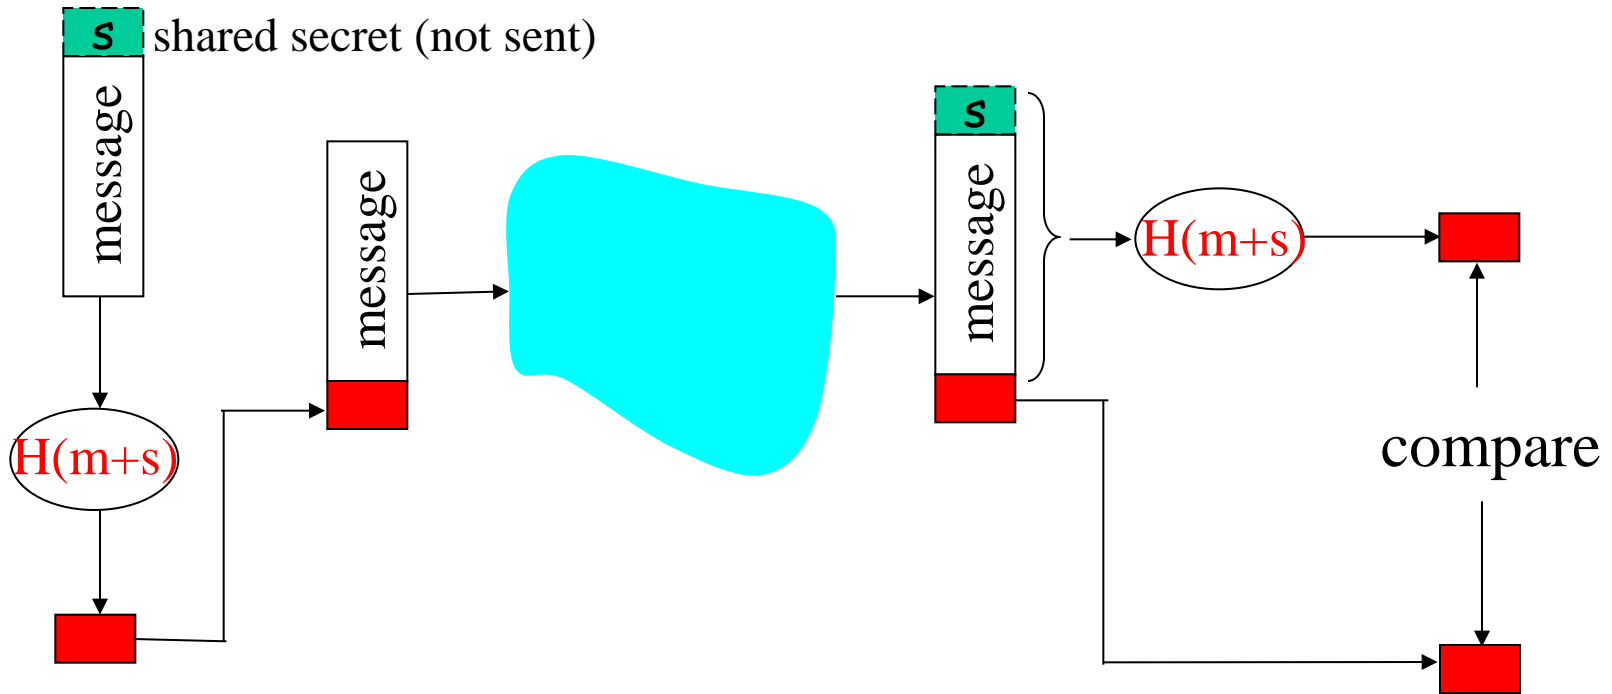 s shared secret (not sent)
message
H(m+s)
message
s
message
H(m+s)
compare